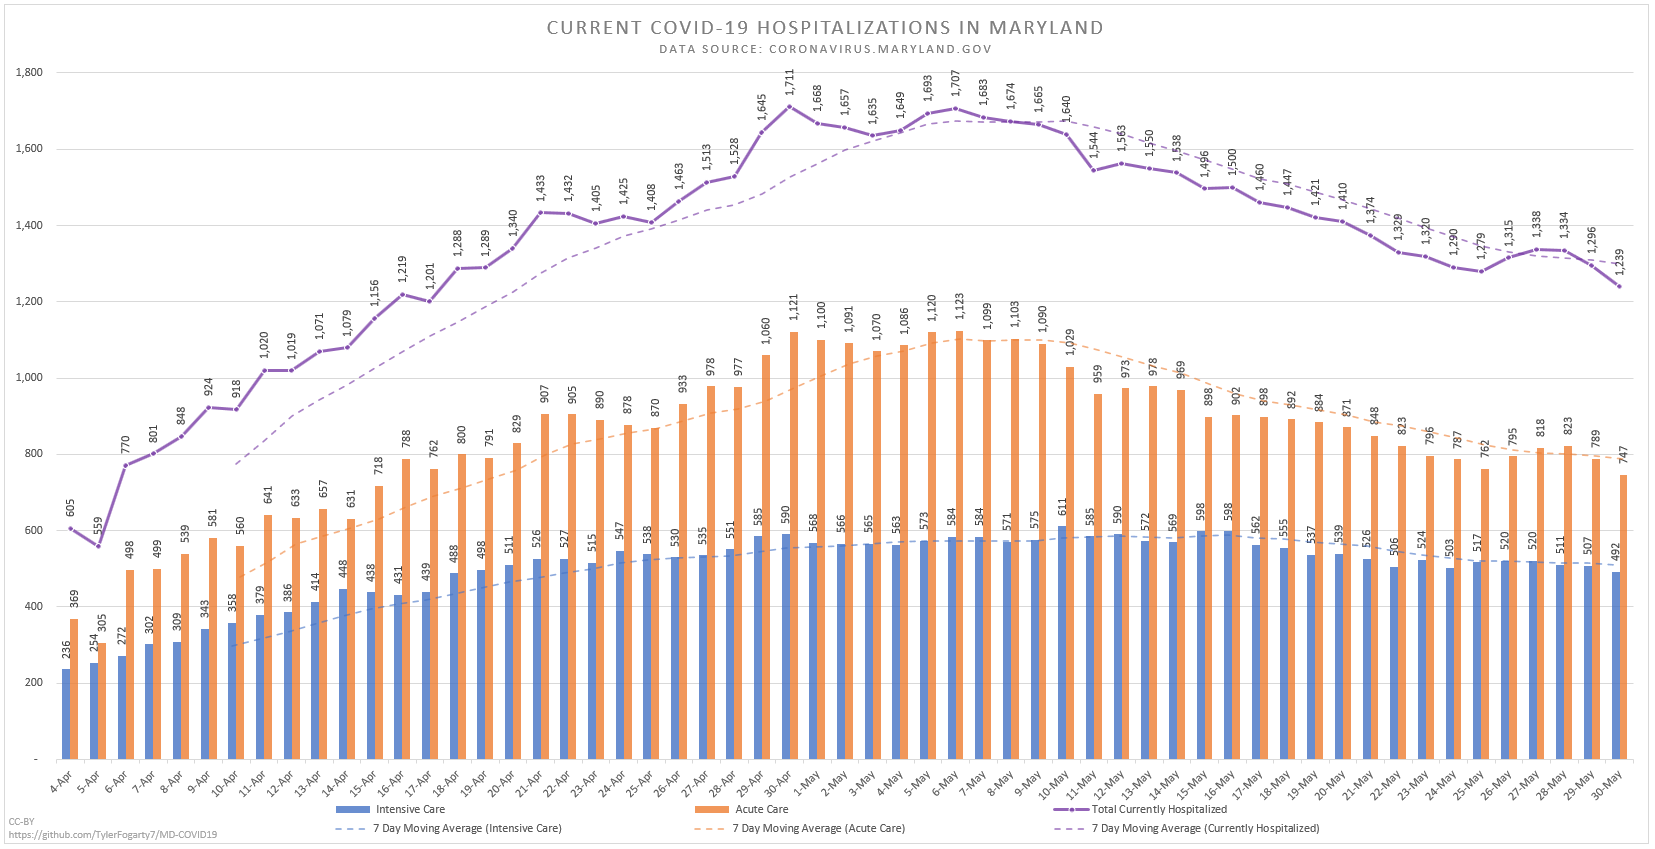 CURRENT COVID-19 HOSPITALIZATIONS IN MARYLAND
DATA SOURCE: CORONAVIRUS.MARYLAND.GOV
1,800
1,600
1,400
1,200
1,000
800
600
400
200
-
605 559 770 801 848 924 918 1,020 1,019 1,071 1,079 1,156 1,219 1,201 1,288 1,289 1,340 1,433 1,432 1,405 1,425 1,408 1,463 1,513 1,528 1,645 1,711 1,668 1,657 1,635 1,649 1,693 1,707 1,683 1,674 1,665 1,640 1,544 1,563 1,550 1,538 1,496 1,500 1,460 1,447 1,421 1,410 1,374 1,329 1,320 1,290 1,279 1,315 1,338 1,334 1,296 1,239
369 305 498 499 539 581 560 641 633 657 631 718 788 762 800 791 829 907 905 890 878 870 933 978 977 1,060 1,121 1,100 1,091 1,070 1,086 1,120 1,123 1,099 1,103 1,090 1,029 959 973 978 969 898 902 898 892 884 871 848 823 796 787 762 795 818 823 789 747
236 254 272 302 309 343 358 379 386 414 448 438 431 439 488 498 511 526 527 515 547 538 530 535 551 585 590 568 566 565 563 573 584 584 571 575 611 585 590 572 569 598 598 562 555 537 539 526 506 524 503 517 520 520 511 507 492
4-Apr 5-Apr 6-Apr 7-Apr 8-Apr 9-Apr 10-Apr 11-Apr 12-Apr 13-Apr 14-Apr 15-Apr 16-Apr 17-Apr 18-Apr 19-Apr 20-Apr 21-Apr 22-Apr 23-Apr 24-Apr 25-Apr 26-Apr 27-Apr 28-Apr 29-Apr 30-Apr 1-May 2-May 3-May 4-May 5-May 6-May 7-May 8-May 9-May 10-May 11-May 12-May 13-May 14-May 15-May 16-May 17-May 18-May 19-May 20-May 21-May 22-May 23-May 24-May 25-May 26-May 27-May 28-May 29-May 30-May
Intensive Care Acute Care Total Currently Hospitalized
7 Day Moving Average (Intensive Care) 7 Day Moving Average (Acute Care) 7 Day Moving Average (Currently Hospitalized)
CC-BY
https://github.com/TylerFogarty7/MD-COVID19